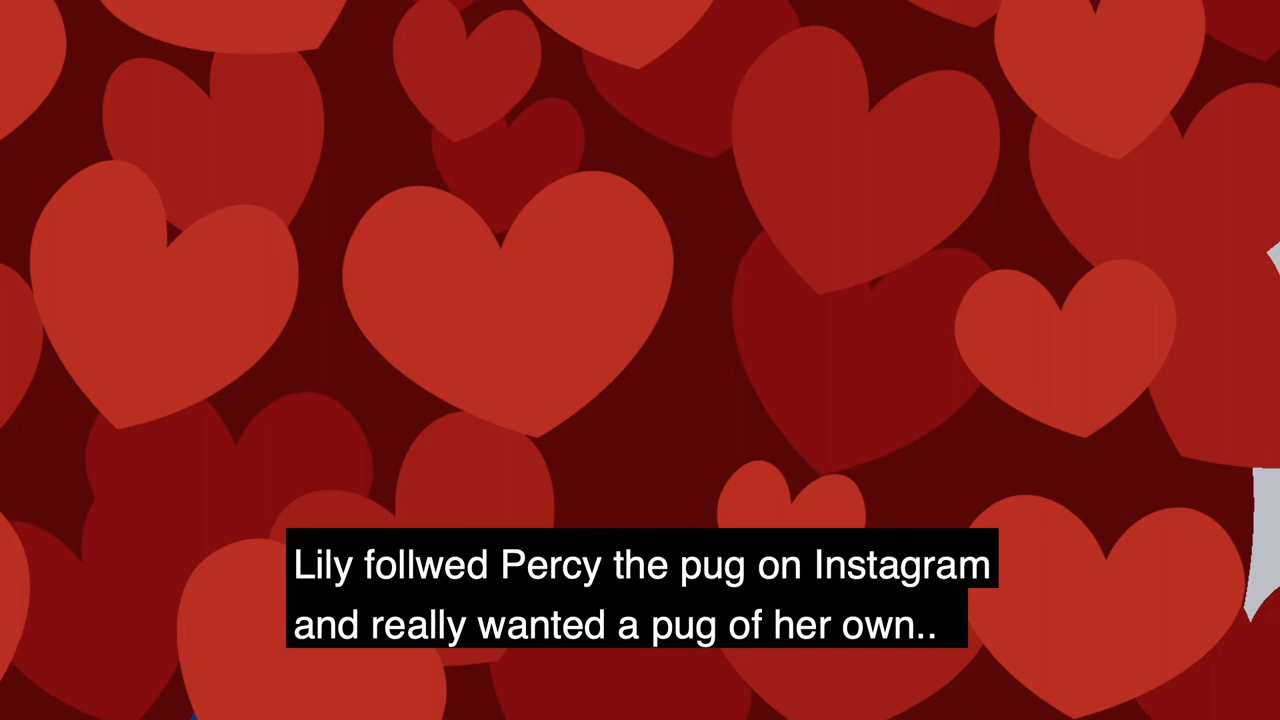 Lily follwed Percy the pug on Instagram
and really wanted a pug of her own..